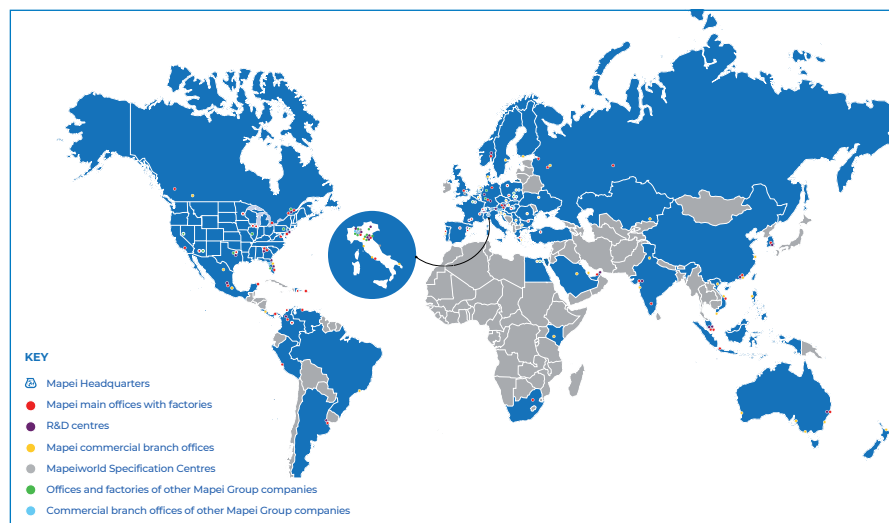 KEY
Mapei Headquarters
Mapei main offices with factories
R&D centres
Mapei commercial branch offices
Mapeiworld Specification Centres
Offices and factories of other Mapei Group companies
Commercial branch offices of other Mapei Group companies